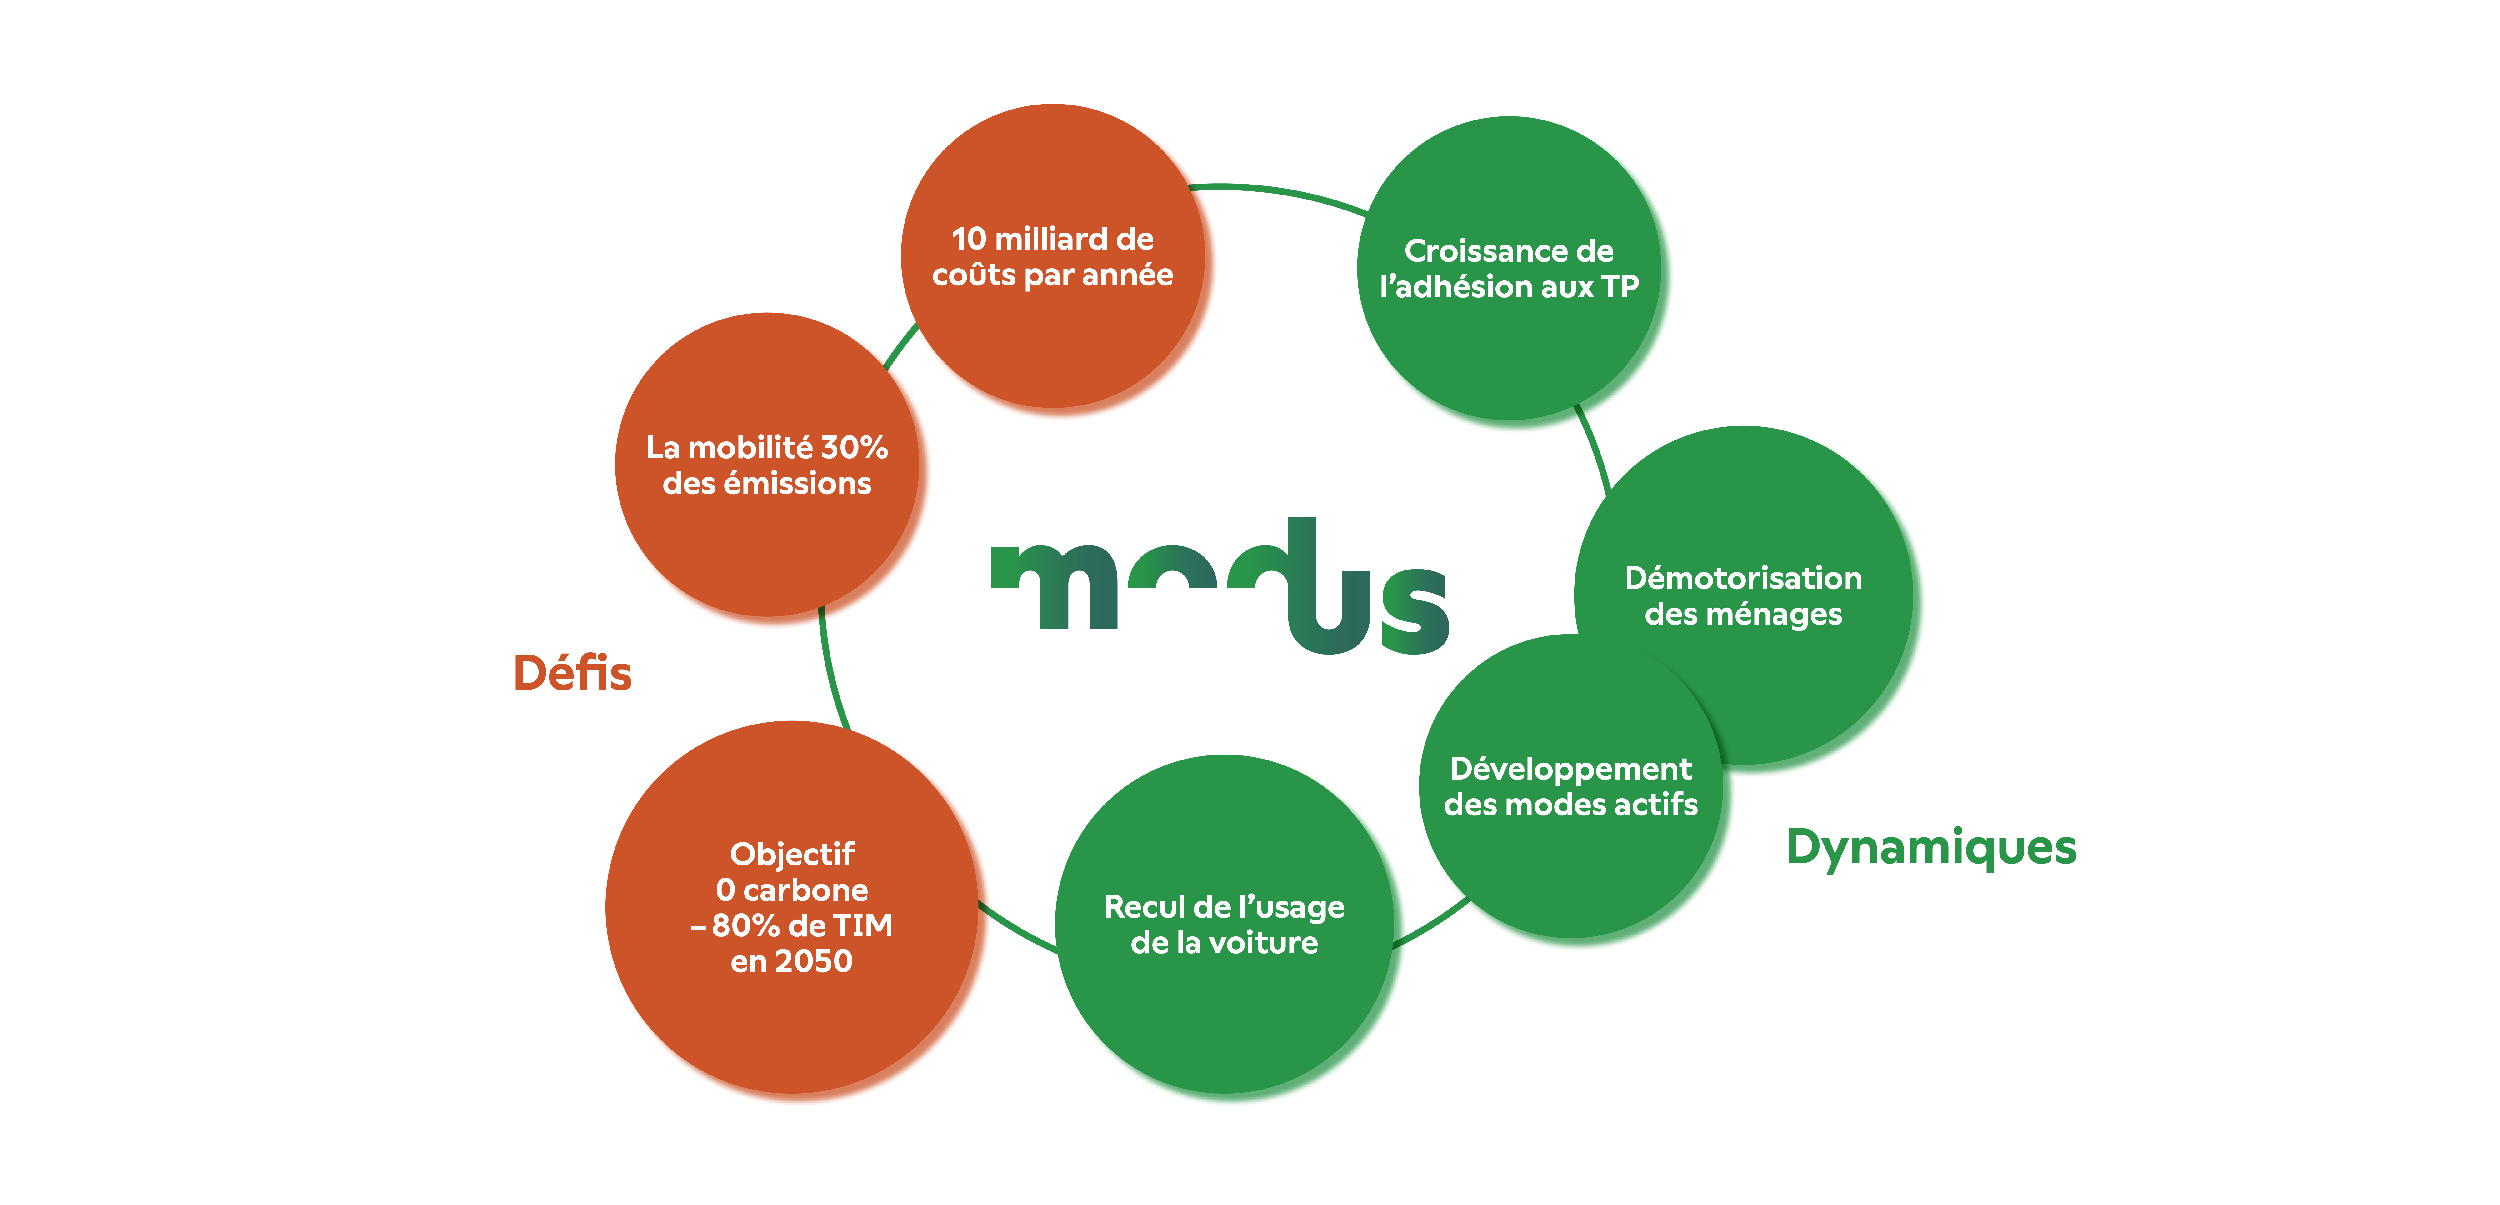 10 milliard de
coûts par année
Croissance de
l’adhésion aux TP
La mobilité 30%
des émissions
modus
Démotorisation
des ménages
Défis
Développement
des modes actifs
Dynamiques
Objectif
0 carbone
– 80% de TIM
en 2050
Recul de l’usage
de la voiture